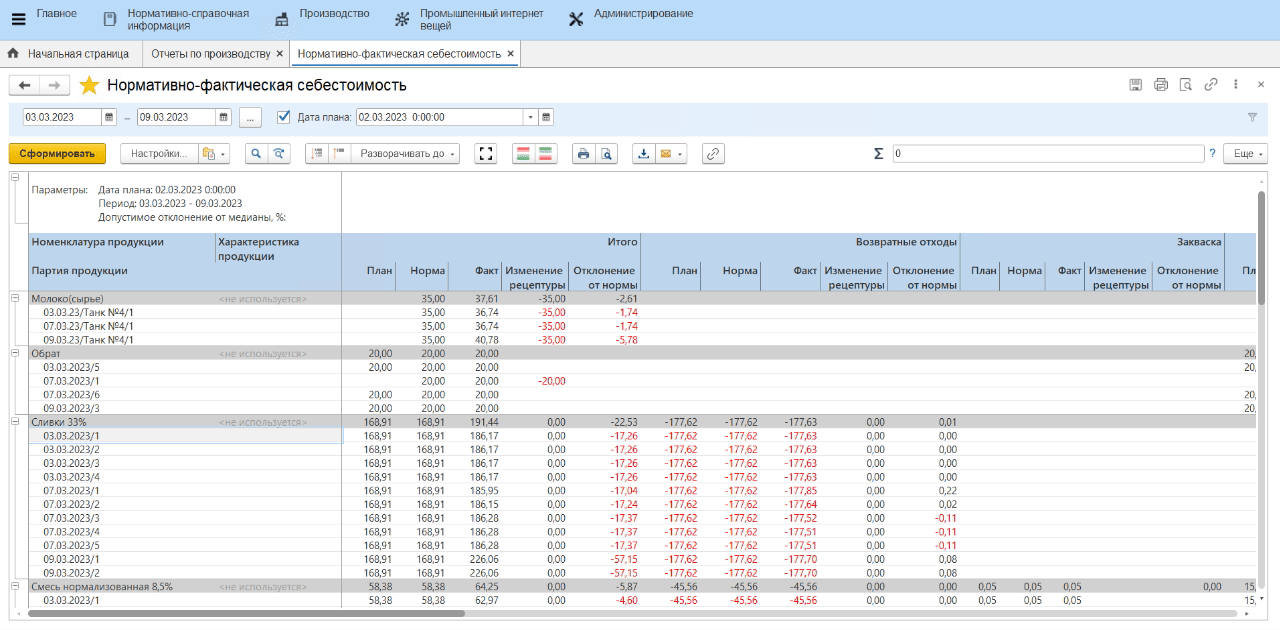 Главное
Нормативно-справочная информация
Производство
Промышленный интернет вещей
Администрирование
Начальная страница
Отчеты по производству ×
Нормативно-фактическая себестоимость ×
Нормативно-фактическая себестоимость
03.03.2023 – 09.03.2023 ... Дата плана: 02.03.2023 0:00:00
Сформировать Настройки... Разворачивать до Σ 0 ? Еще
Параметры: Дата плана: 02.03.2023 0:00:00
Период: 03.03.2023 - 09.03.2023
Допустимое отклонение от медианы, %:
Номенклатура продукции Характеристика продукции Итого Возвратные отходы Закваска
Партия продукции План Норма Факт Изменение рецептуры Отклонение от нормы План Норма Факт Изменение рецептуры Отклонение от нормы План Норма Факт Изменение рецептуры Отклонение от нормы Пл
Молоко(сырье) <не используется> 35,00 37,61 -35,00 -2,61
03.03.23/Танк №4/1 35,00 36,74 -35,00 -1,74
07.03.23/Танк №4/1 35,00 36,74 -35,00 -1,74
09.03.23/Танк №4/1 35,00 40,78 -35,00 -5,78
Обрат <не используется> 20,00 20,00 20,00 20,
03.03.2023/5 20,00 20,00 20,00 20,
07.03.2023/1 20,00 20,00 -20,00
07.03.2023/6 20,00 20,00 20,00 20,
09.03.2023/3 20,00 20,00 20,00 20,
Сливки 33% <не используется> 168,91 168,91 191,44 0,00 -22,53 -177,62 -177,62 -177,63 0,00 0,01
03.03.2023/1 168,91 168,91 186,17 0,00 -17,26 -177,62 -177,62 -177,63 0,00 0,00
03.03.2023/2 168,91 168,91 186,17 0,00 -17,26 -177,62 -177,62 -177,63 0,00 0,00
03.03.2023/3 168,91 168,91 186,17 0,00 -17,26 -177,62 -177,62 -177,63 0,00 0,00
03.03.2023/4 168,91 168,91 186,17 0,00 -17,26 -177,62 -177,62 -177,63 0,00 0,00
07.03.2023/1 168,91 168,91 185,95 0,00 -17,04 -177,62 -177,62 -177,85 0,00 0,22
07.03.2023/2 168,91 168,91 186,15 0,00 -17,24 -177,62 -177,62 -177,64 0,00 0,02
07.03.2023/3 168,91 168,91 186,28 0,00 -17,37 -177,62 -177,62 -177,52 0,00 -0,11
07.03.2023/4 168,91 168,91 186,28 0,00 -17,37 -177,62 -177,62 -177,51 0,00 -0,11
07.03.2023/5 168,91 168,91 186,28 0,00 -17,37 -177,62 -177,62 -177,51 0,00 -0,11
09.03.2023/1 168,91 168,91 226,06 0,00 -57,15 -177,62 -177,62 -177,70 0,00 0,08
09.03.2023/2 168,91 168,91 226,06 0,00 -57,15 -177,62 -177,62 -177,70 0,00 0,08
Смесь нормализованная 8,5% <не используется> 58,38 58,38 64,25 0,00 -5,87 -45,56 -45,56 -45,56 0,00 0,00 0,05 0,05 0,05 0,00 15,
03.03.2023/1 58,38 58,38 62,97 0,00 -4,60 -45,56 -45,56 -45,56 0,00 0,00 0,05 0,05 0,05 15,